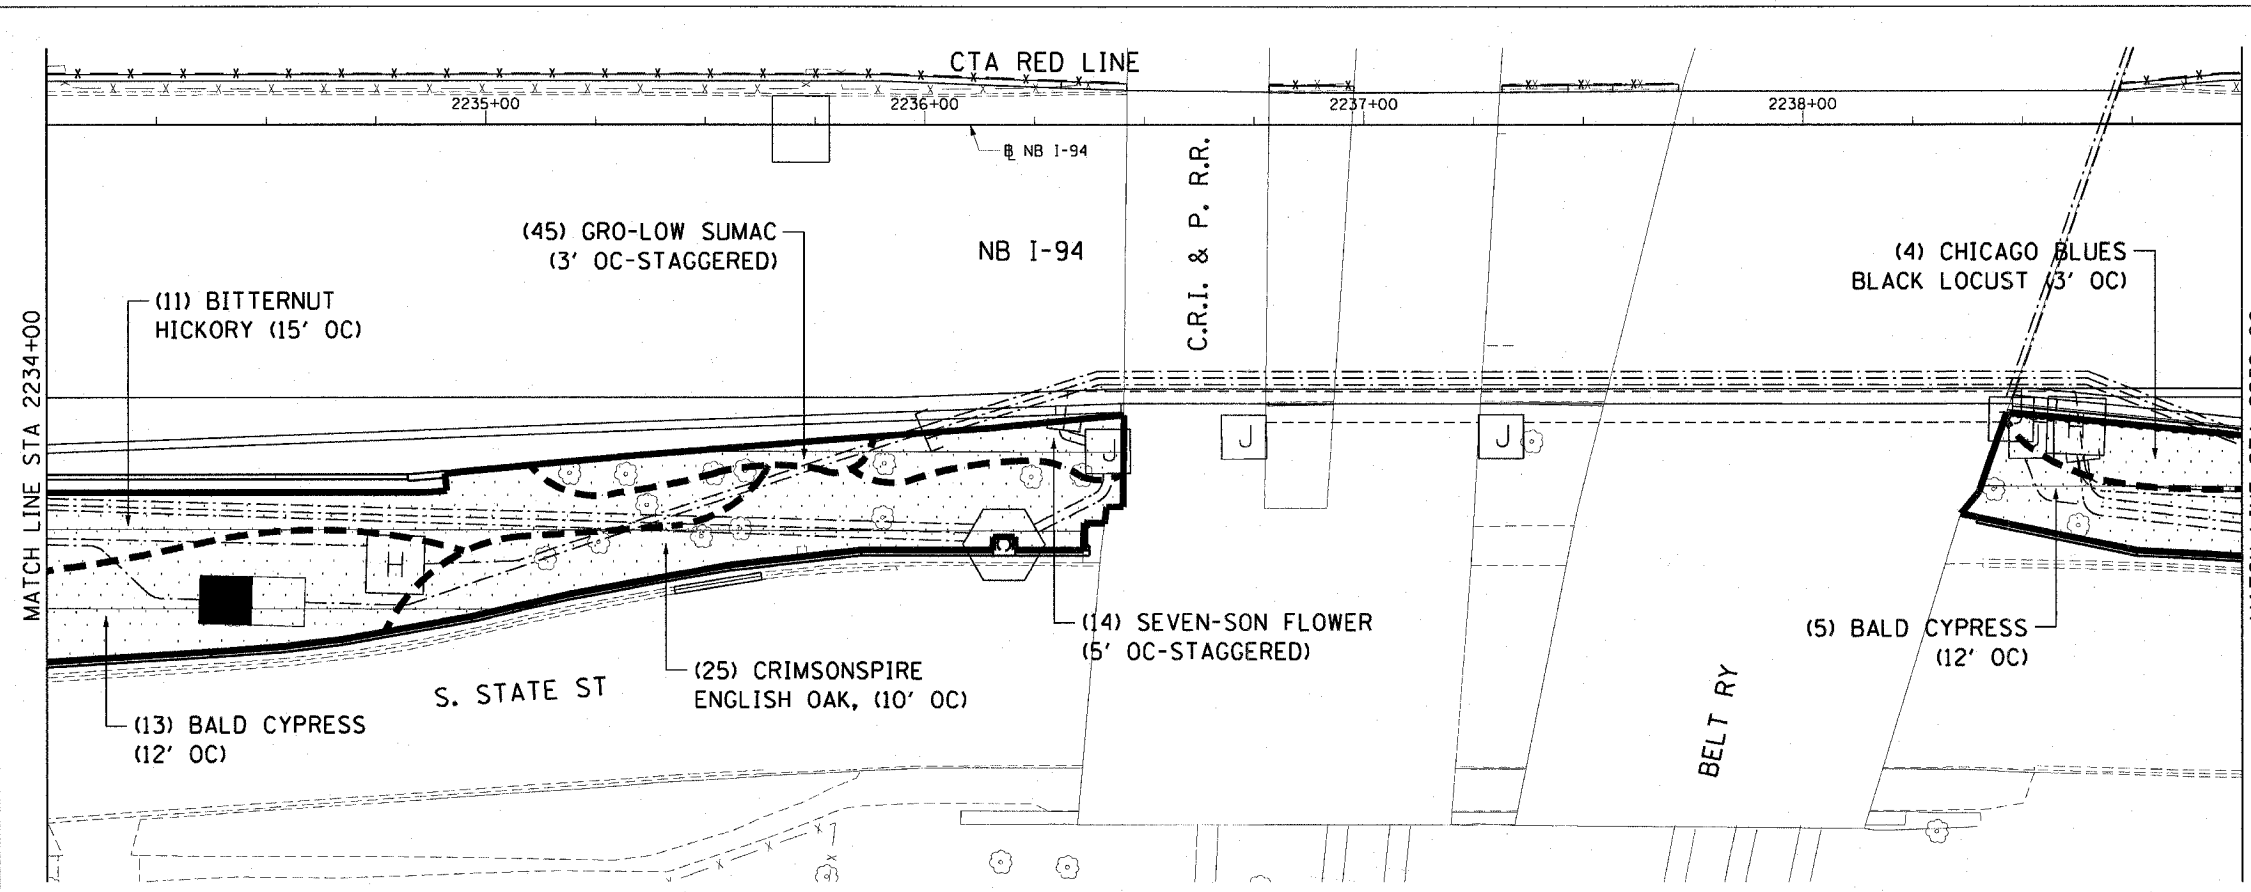 CTA RED LINE
2235+00
2236+00
2237+00
2238+00
B NB I-94
C.R.I. & P. R.R.
(45) GRO-LOW SUMAC
(3' OC-STAGGERED)
NB I-94
(4) CHICAGO BLUES
BLACK LOCUST (3' OC)
(11) BITTERNUT
HICKORY (15' OC)
MATCH LINE STA 2234+00
J
J
J
H
H
(14) SEVEN-SON FLOWER
(5' OC-STAGGERED)
(5) BALD CYPRESS
(12' OC)
(25) CRIMSONSPIRE
ENGLISH OAK, (10' OC)
S. STATE ST
(13) BALD CYPRESS
(12' OC)
BELT RY